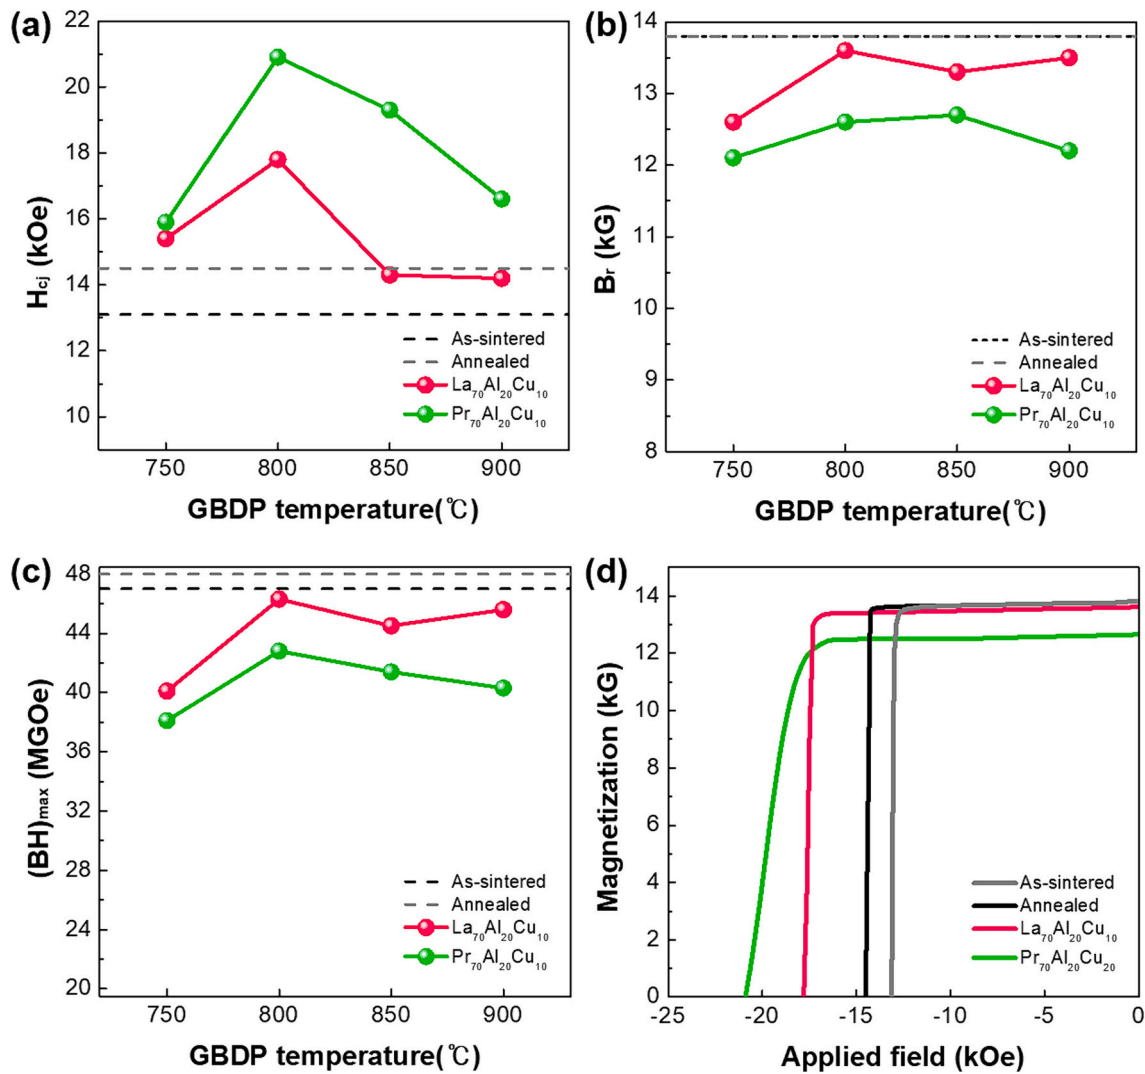 (a)
H_cj (kOe)
22
20
18
16
14
12
10
As-sintered
Annealed
La₇₀Al₂₀Cu₁₀
Pr₇₀Al₂₀Cu₁₀
750 800 850 900
GBDP temperature(℃)
(b)
Bᵣ (kG)
14
13
12
11
10
9
8
As-sintered
Annealed
La₇₀Al₂₀Cu₁₀
Pr₇₀Al₂₀Cu₁₀
750 800 850 900
GBDP temperature(℃)
(c)
(BH)ₘₐₓ (MGOe)
48
44
40
36
32
28
24
20
As-sintered
Annealed
La₇₀Al₂₀Cu₁₀
Pr₇₀Al₂₀Cu₁₀
750 800 850 900
GBDP temperature(℃)
(d)
Magnetization (kG)
14
12
10
8
6
4
2
0
As-sintered
Annealed
La₇₀Al₂₀Cu₁₀
Pr₇₀Al₂₀Cu₂₀
-25 -20 -15 -10 -5 0
Applied field (kOe)